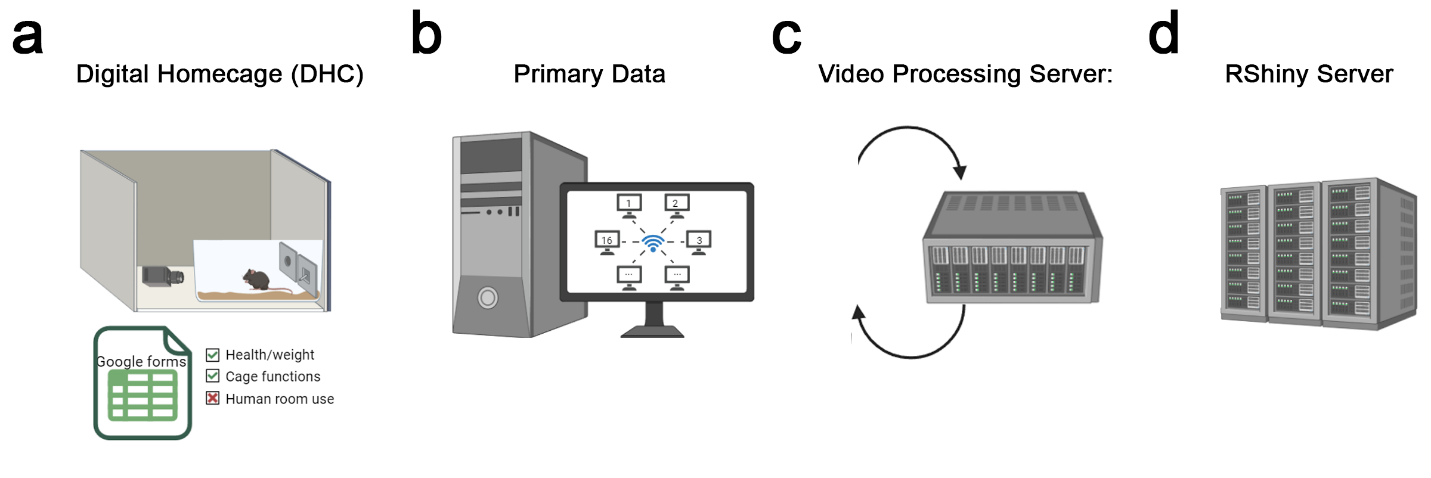 a
Digital Homecage (DHC)
Google forms
Health/weight
Cage functions
Human room use
b
Primary Data
1
2
16
3
...
...
c
Video Processing Server:
d
RShiny Server